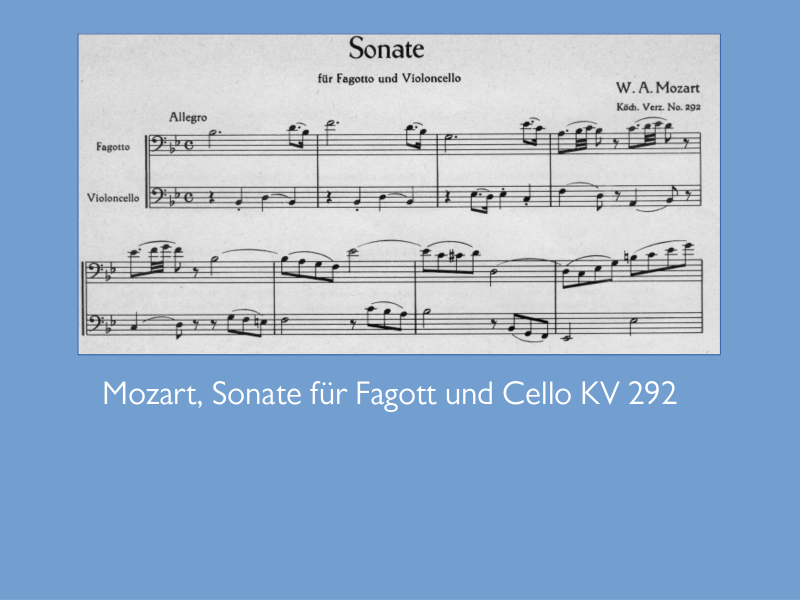 Sonate
für Fagotto und Violoncello
W. A. Mozart
Köch. Verz. No. 292
Allegro
Fagotto
Violoncello
Mozart, Sonate für Fagott und Cello KV 292